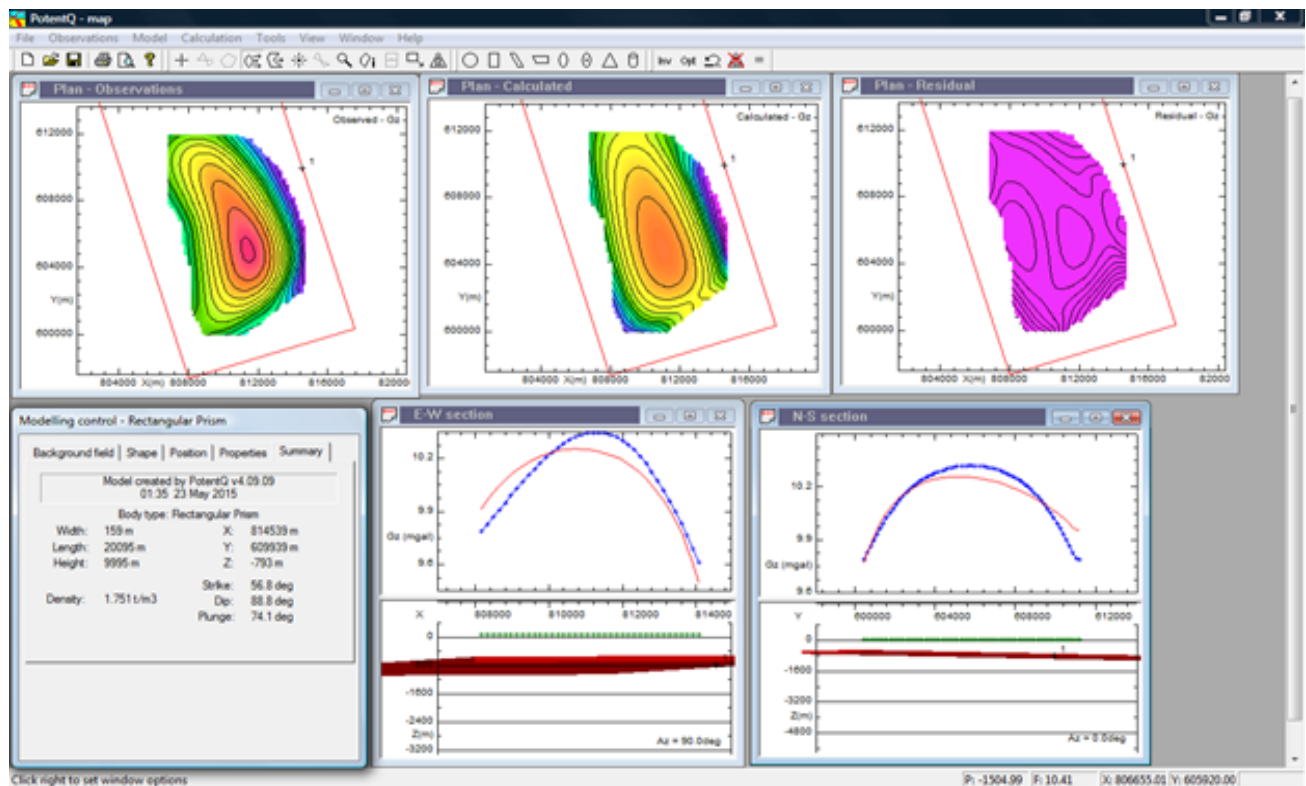 PotentQ - map
File Observations Model Calculation Tools View Window Help
Inv Opt
Plan - Observations
Observed - Gz
612000
608000
604000
Y(m)
600000
804000 X(m) 808000 812000 816000 82000
1
Plan - Calculated
Calculated - Gz
612000
608000
604000
Y(m)
600000
804000 X(m) 808000 812000 816000
1
Plan - Residual
Residual - Gz
612000
608000
604000
Y(m)
600000
804000 X(m) 808000 812000 82000
1
Modelling control - Rectangular Prism
Background field Shape Position Properties Summary
Model created by PotentQ v4.09.09
01:35 23 May 2015
Body type: Rectangular Prism
Width: 159 m X: 814539 m
Length: 20095 m Y: 609939 m
Height: 9995 m Z: -793 m
Strike: 56.8 deg
Density: 1.751 t/m3 Dip: 88.8 deg
Plunge: 74.1 deg
E-W section
10.2
9.9
Gz (mgal)
9.6
X 808000 810000 812000 814000
0
-1600
-2400
Z(m)
-3200
Az = 90.0deg
N-S section
10.2
9.9
Gz (mgal)
9.6
Y 600000 604000 608000 612000
0
1
-1600
-3200
Z(m)
-4800
Az = 0.0deg
Click right to set window options
P: -1504.99 F: 10.41 X: 806655.01 Y: 605920.00